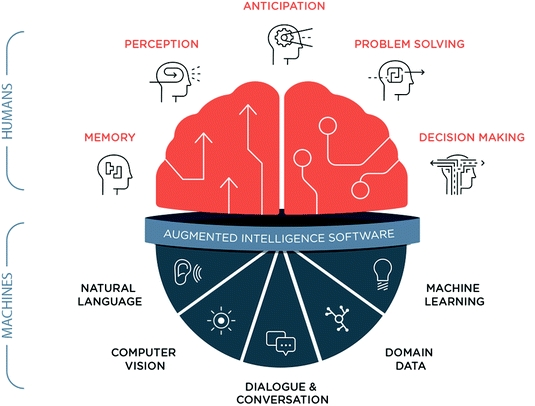 ANTICIPATION
PERCEPTION
PROBLEM SOLVING
MEMORY
DECISION MAKING
HUMANS
AUGMENTED INTELLIGENCE SOFTWARE
MACHINES
NATURAL
LANGUAGE
MACHINE
LEARNING
COMPUTER
VISION
DOMAIN
DATA
DIALOGUE &
CONVERSATION